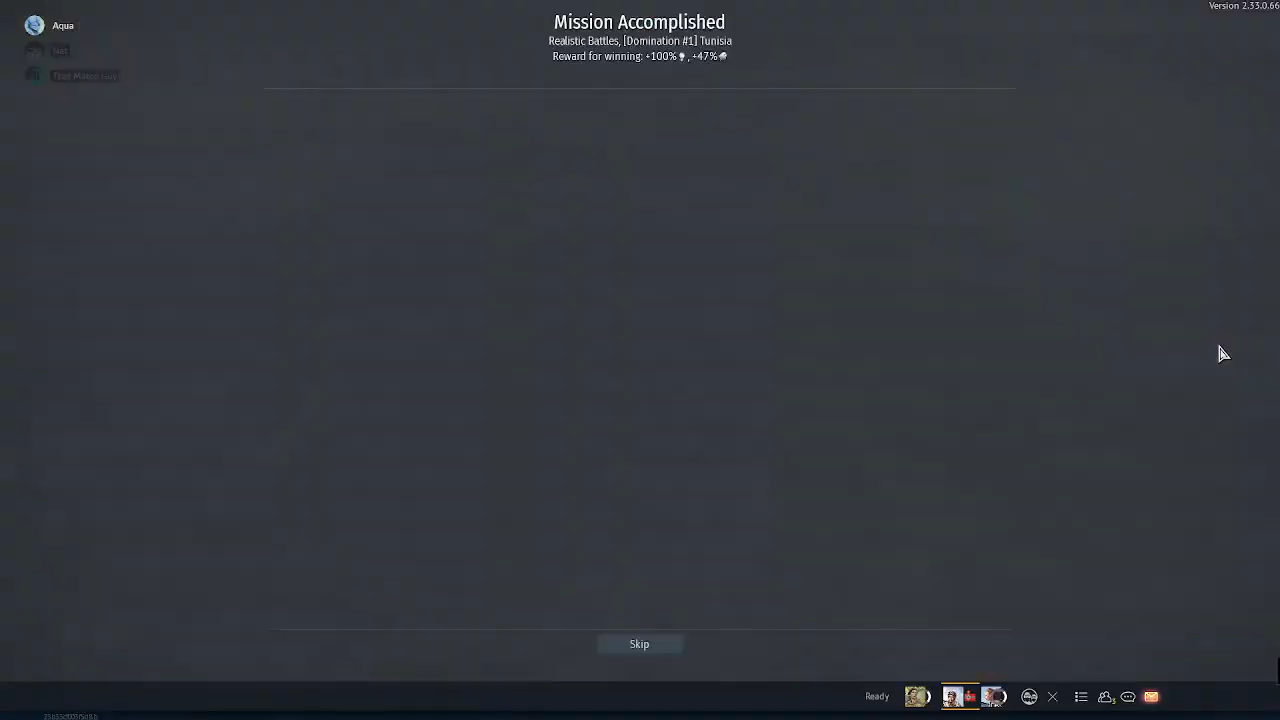 Version 2.33.0.66
Aqua
Mission Accomplished
Realistic Battles, [Domination #1] Tunisia
Reward for winning: +100%, +47%
Skip
Ready